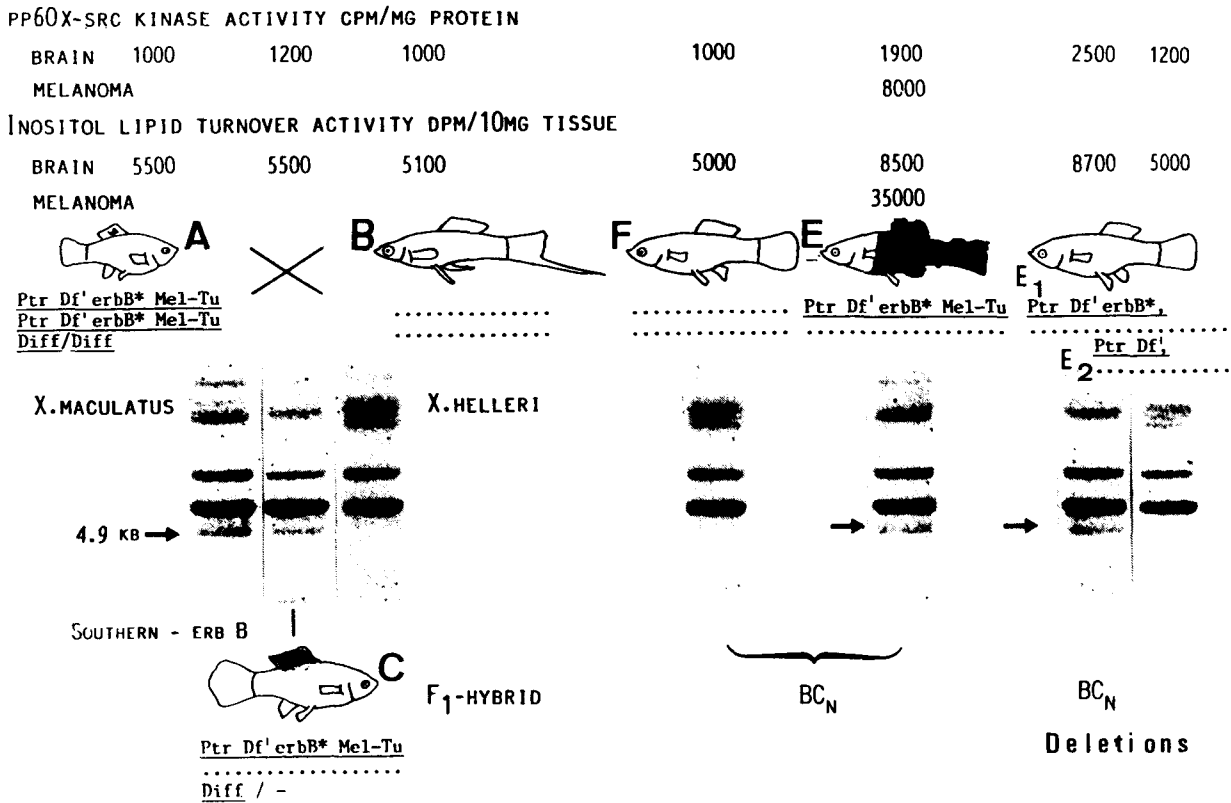 PP60X-SRC KINASE ACTIVITY CPM/MG PROTEIN
BRAIN 1000 1200 1000 1000 1900 2500 1200
MELANOMA 8000
INOSITOL LIPID TURNOVER ACTIVITY DPM/10MG TISSUE
BRAIN 5500 5500 5100 5000 8500 8700 5000
MELANOMA 35000
A B F E E1
Ptr Df'erbB* Mel-Tu
Ptr Df'erbB* Mel-Tu
Diff/Diff
Ptr Df'erbB* Mel-Tu
Ptr Df'erbB*,
E2 Ptr Df',
X.MACULATUS X.HELLERI
4.9 KB
SOUTHERN - ERB B
C
F1-HYBRID
BCN
BCN
Deletions
Ptr Df'erbB* Mel-Tu
Diff / -